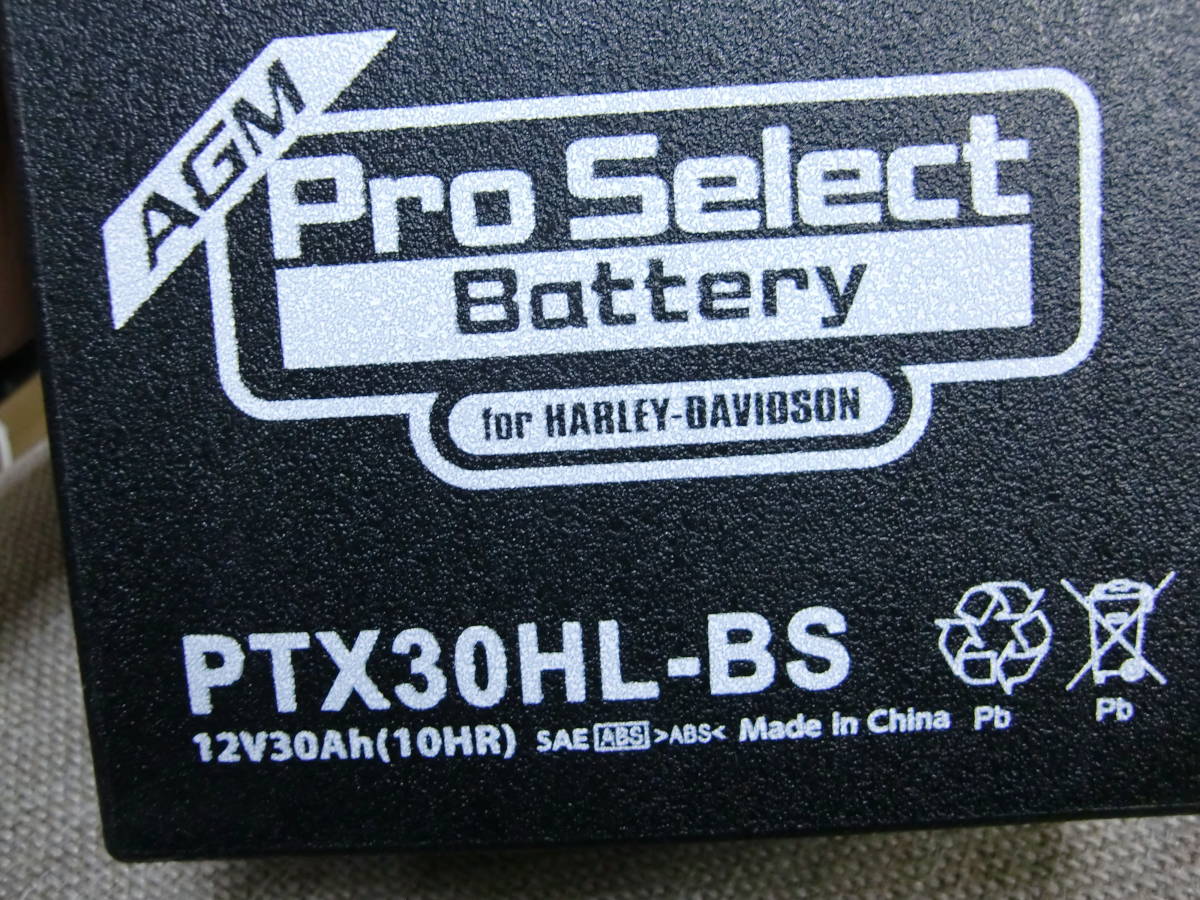 AGM
Pro Select
Battery
for HARLEY-DAVIDSON
PTX30HL-BS
12V30Ah(10HR) SAE ABS >ABS< Made in China Pb Pb